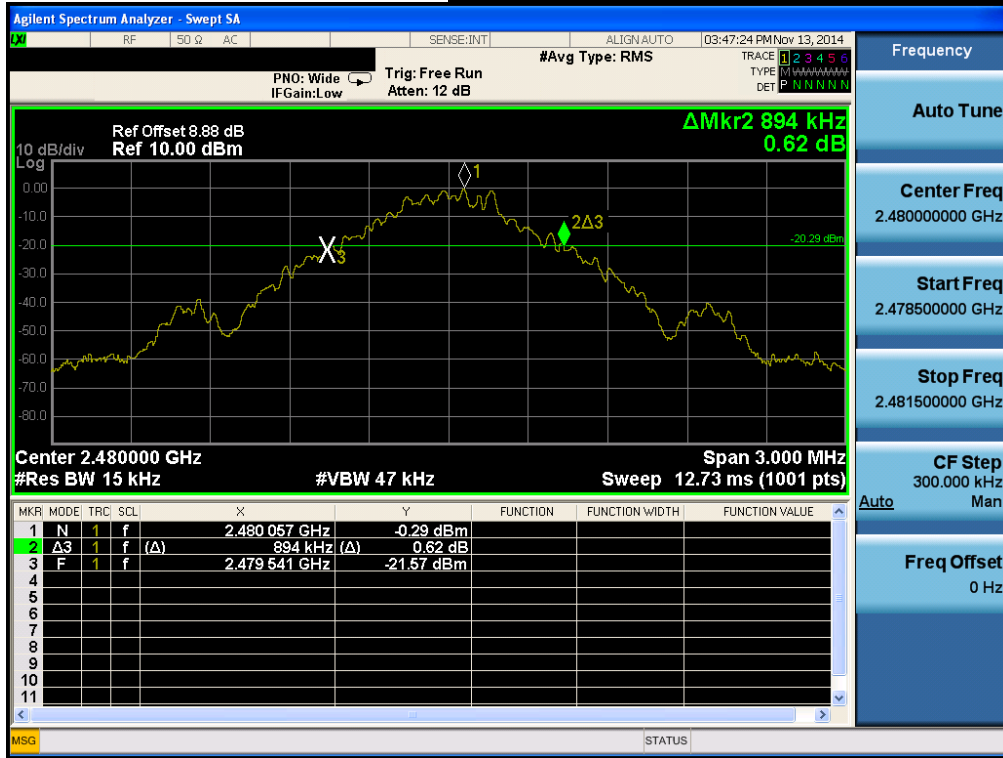 Agilent Spectrum Analyzer - Swept SA
LXI RF 50 Ω AC SENSE:INT ALIGN AUTO 03:47:24 PM Nov 13, 2014
#Avg Type: RMS
TRACE 1 2 3 4 5 6
TYPE M
DET P N N N N N
PNO: Wide
IFGain:Low
Trig: Free Run
Atten: 12 dB
ΔMkr2 894 kHz
0.62 dB
Ref Offset 8.88 dB
10 dB/div Ref 10.00 dBm
Log
0.00
-10.0
-20.0
-30.0
-40.0
-50.0
-60.0
-70.0
-80.0
1
2Δ3
3
-20.29 dBm
Center 2.480000 GHz Span 3.000 MHz
#Res BW 15 kHz #VBW 47 kHz Sweep 12.73 ms (1001 pts)
MKR MODE TRC SCL X Y FUNCTION FUNCTION WIDTH FUNCTION VALUE
1 N 1 f 2.480 057 GHz -0.29 dBm
2 Δ3 1 f (Δ) 894 kHz (Δ) 0.62 dB
3 F 1 f 2.479 541 GHz -21.57 dBm
4
5
6
7
8
9
10
11
MSG STATUS
Frequency
Auto Tune
Center Freq
2.480000000 GHz
Start Freq
2.478500000 GHz
Stop Freq
2.481500000 GHz
CF Step
300.000 kHz
Auto Man
Freq Offset
0 Hz